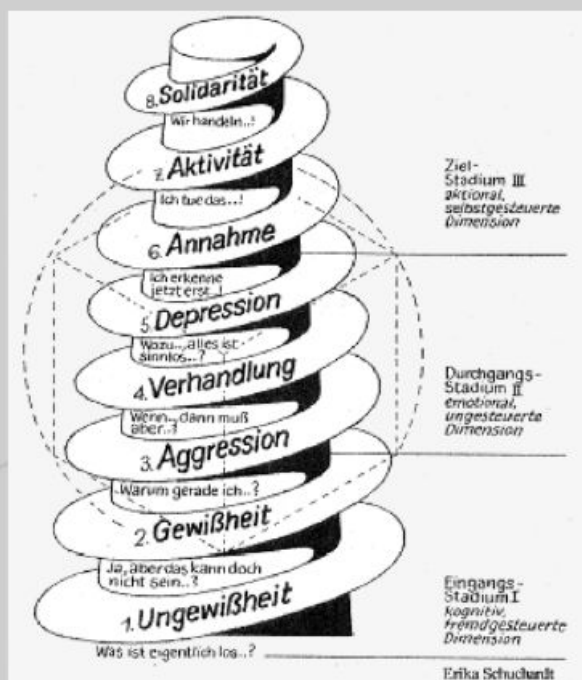 8. Solidarität
Wir handeln..!
7. Aktivität
Ich tue das..!
6. Annahme
Ich erkenne
jetzt erst..!
5. Depression
Wozu.., alles ist
sinnlos..?
4. Verhandlung
Wenn.., dann muß
aber..?
3. Aggression
Warum gerade ich..?
2. Gewißheit
Ja, aber das kann doch
nicht sein..?
1. Ungewißheit
Was ist eigentlich los..?
Ziel-
Stadium III
aktional,
selbstgesteuerte
Dimension
Durchgangs-
Stadium II
emotional,
ungesteuerte
Dimension
Eingangs-
Stadium I
kognitiv,
fremdgesteuerte
Dimension
Erika Schuchardt